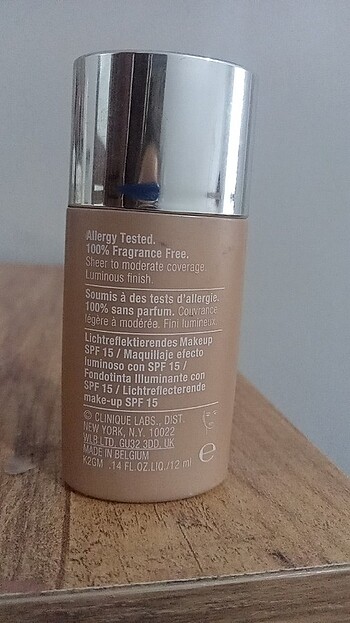 Allergy Tested.
100% Fragrance Free.
Sheer to moderate coverage.
Luminous finish.
Soumis à des tests d'allergie.
100% sans parfum. Couvrance
légère à modérée. Fini lumineux.
Lichtreflektierendes Makeup
SPF 15 / Maquillaje efecto
luminoso con SPF 15 /
Fondotinta Illuminante con
SPF 15 / Lichtreflecterende
make-up SPF 15
© CLINIQUE LABS., DIST.
NEW YORK, N.Y. 10022
WLB LTD, GU32 3DD, UK
MADE IN BELGIUM
K2GM .14 FL.OZ.LIQ./12 ml ℮